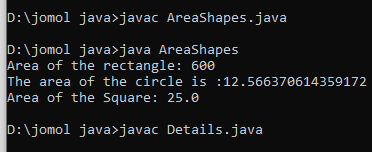 D:\jomol java>javac AreaShapes.java
D:\jomol java>java AreaShapes
Area of the rectangle: 600
The area of the circle is :12.566370614359172
Area of the Square: 25.0
D:\jomol java>javac Details.java